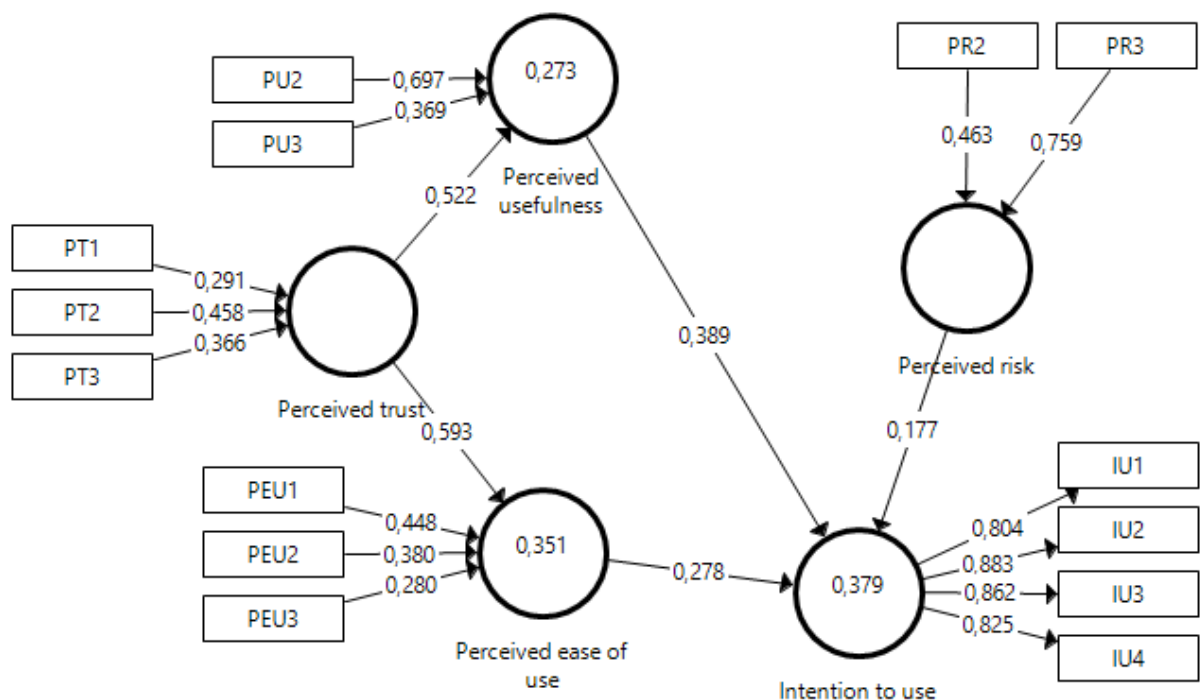 PR2
PR3
PU2
0,697
0,273
PU3
0,369
0,463
0,759
Perceived
usefulness
0,522
PT1
0,291
PT2
0,458
PT3
0,366
0,389
Perceived risk
Perceived trust
0,593
0,177
PEU1
0,448
PEU2
0,380
PEU3
0,280
0,351
0,278
0,379
IU1
0,804
IU2
0,883
IU3
0,862
IU4
0,825
Perceived ease of
use
Intention to use